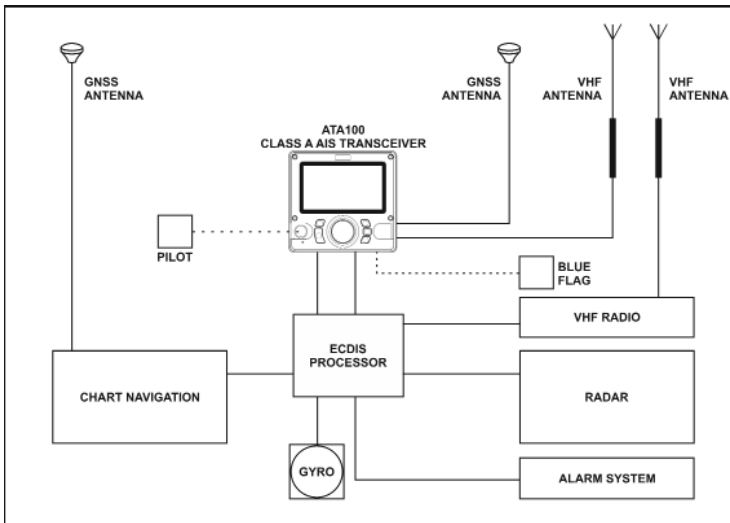 GNSS
ANTENNA
GNSS
ANTENNA
VHF
ANTENNA
VHF
ANTENNA
ATA100
CLASS A AIS TRANSCEIVER
PILOT
BLUE
FLAG
VHF RADIO
ECDIS
PROCESSOR
CHART NAVIGATION
RADAR
GYRO
ALARM SYSTEM